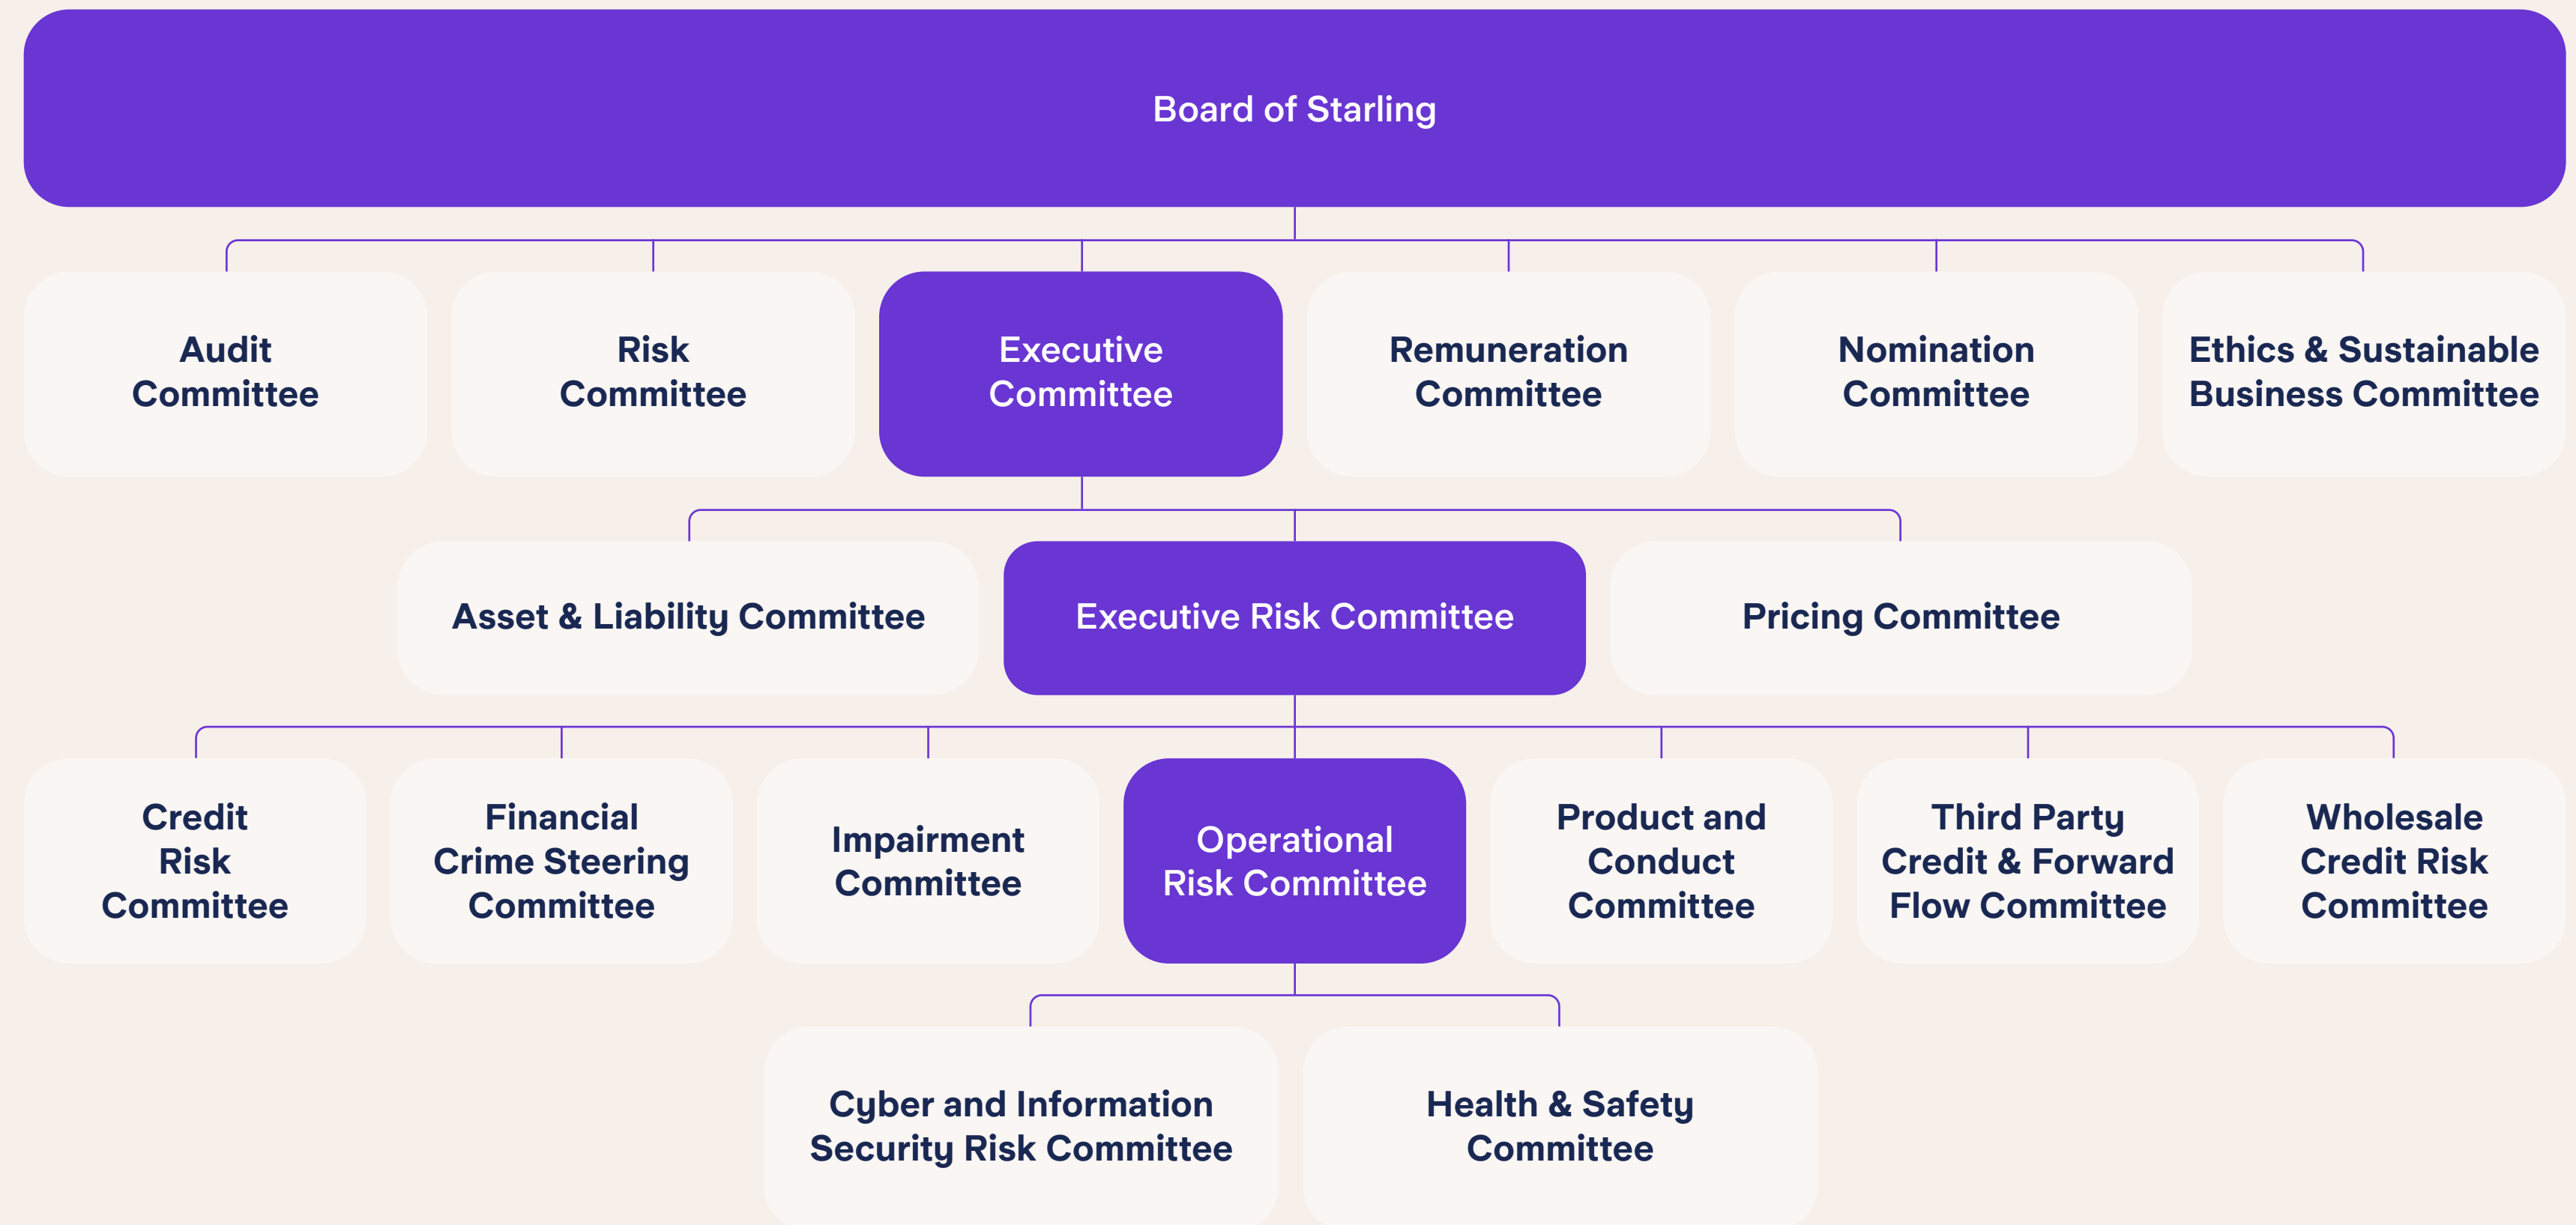 Board of Starling
Audit
Committee
Risk
Committee
Executive
Committee
Remuneration
Committee
Nomination
Committee
Ethics & Sustainable
Business Committee
Asset & Liability Committee
Executive Risk Committee
Pricing Committee
Credit
Risk
Committee
Financial
Crime Steering
Committee
Impairment
Committee
Operational
Risk Committee
Product and
Conduct
Committee
Third Party
Credit & Forward
Flow Committee
Wholesale
Credit Risk
Committee
Cyber and Information
Security Risk Committee
Health & Safety
Committee